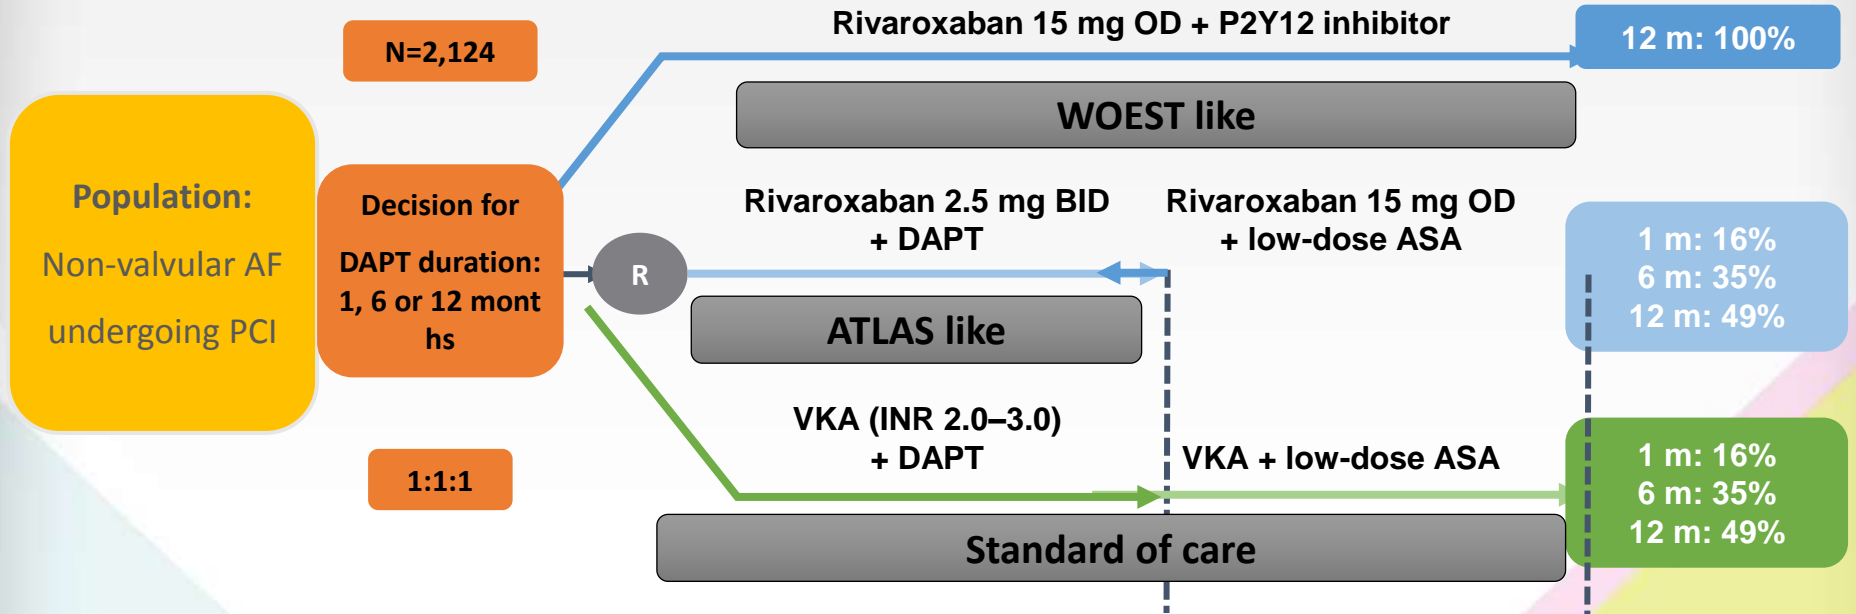 N=2,124
Rivaroxaban 15 mg OD + P2Y12 inhibitor
12 m: 100%
WOEST like
Population:
Non-valvular AF
undergoing PCI
Decision for
DAPT duration:
1, 6 or 12 mont
hs
R
Rivaroxaban 2.5 mg BID
+ DAPT
Rivaroxaban 15 mg OD
+ low-dose ASA
1 m: 16%
6 m: 35%
12 m: 49%
ATLAS like
VKA (INR 2.0–3.0)
+ DAPT
VKA + low-dose ASA
1 m: 16%
6 m: 35%
12 m: 49%
1:1:1
Standard of care